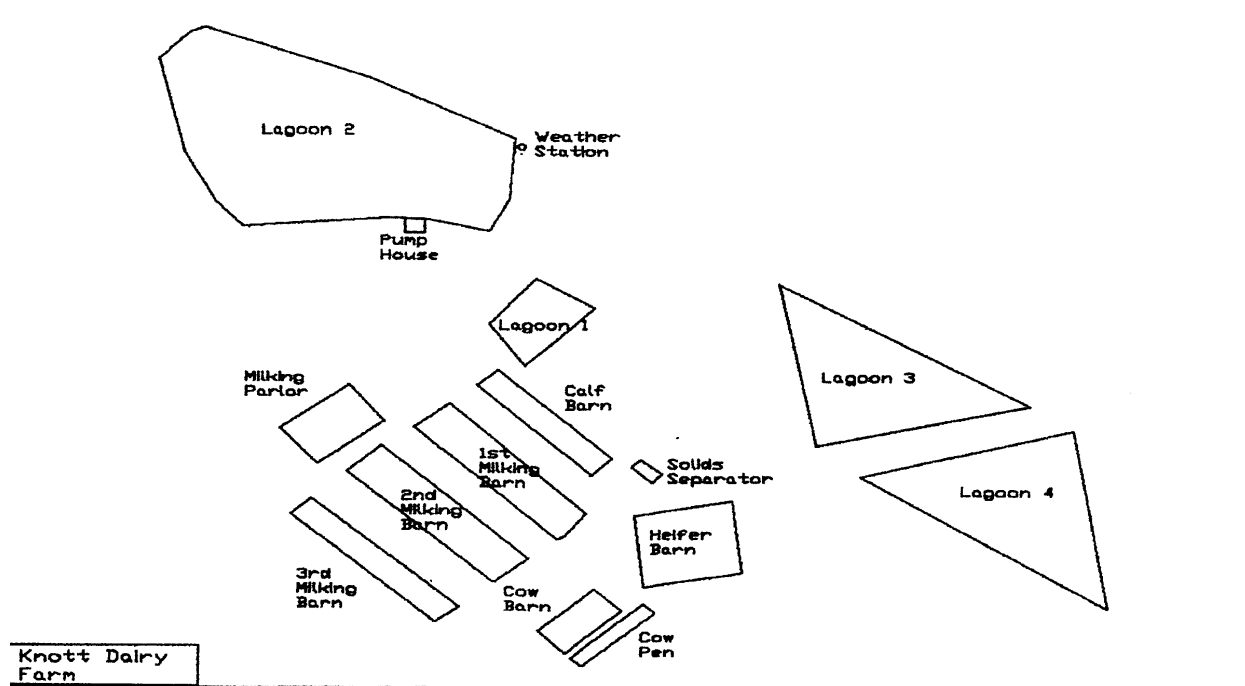 Lagoon 2
Weather
Station
Pump
House
Lagoon 1
Milking
Parlor
Calf
Barn
Lagoon 3
1st
Milking
Barn
Solids
Separator
2nd
Milking
Barn
Lagoon 4
Heifer
Barn
3rd
Milking
Barn
Cow
Barn
Cow
Pen
Knott Dairy
Farm